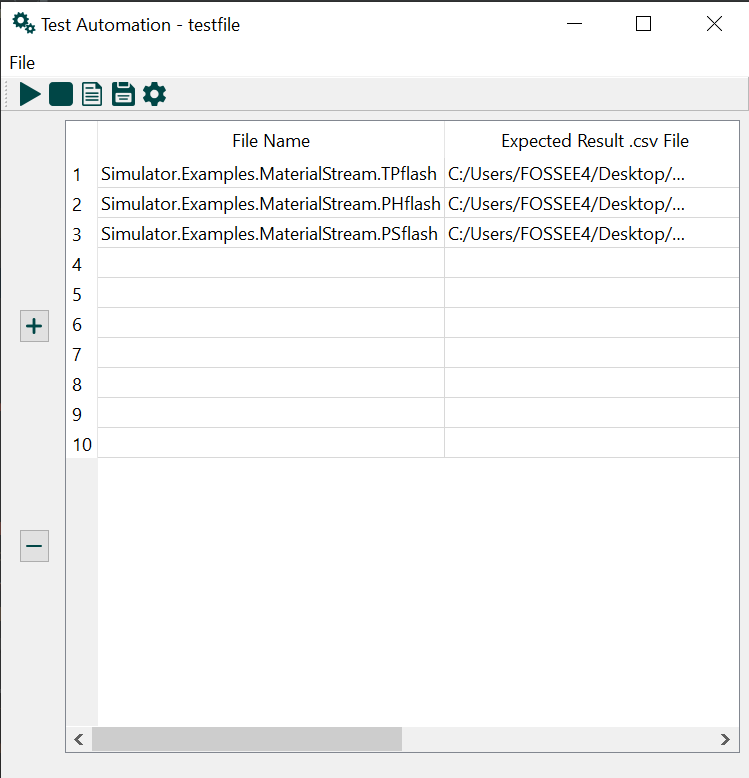 Test Automation - testfile
File
File Name Expected Result .csv File
1 Simulator.Examples.MaterialStream.TPflash C:/Users/FOSSEE4/Desktop/...
2 Simulator.Examples.MaterialStream.PHflash C:/Users/FOSSEE4/Desktop/...
3 Simulator.Examples.MaterialStream.PSflash C:/Users/FOSSEE4/Desktop/...
4
5
6
7
8
9
10